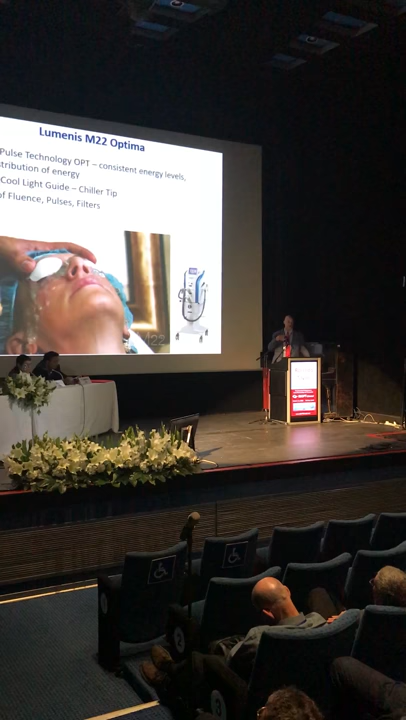 Lumenis M22 Optima
Pulse Technology OPT – consistent energy levels,
tribution of energy
Cool Light Guide – Chiller Tip
of Fluence, Pulses, Filters
M22